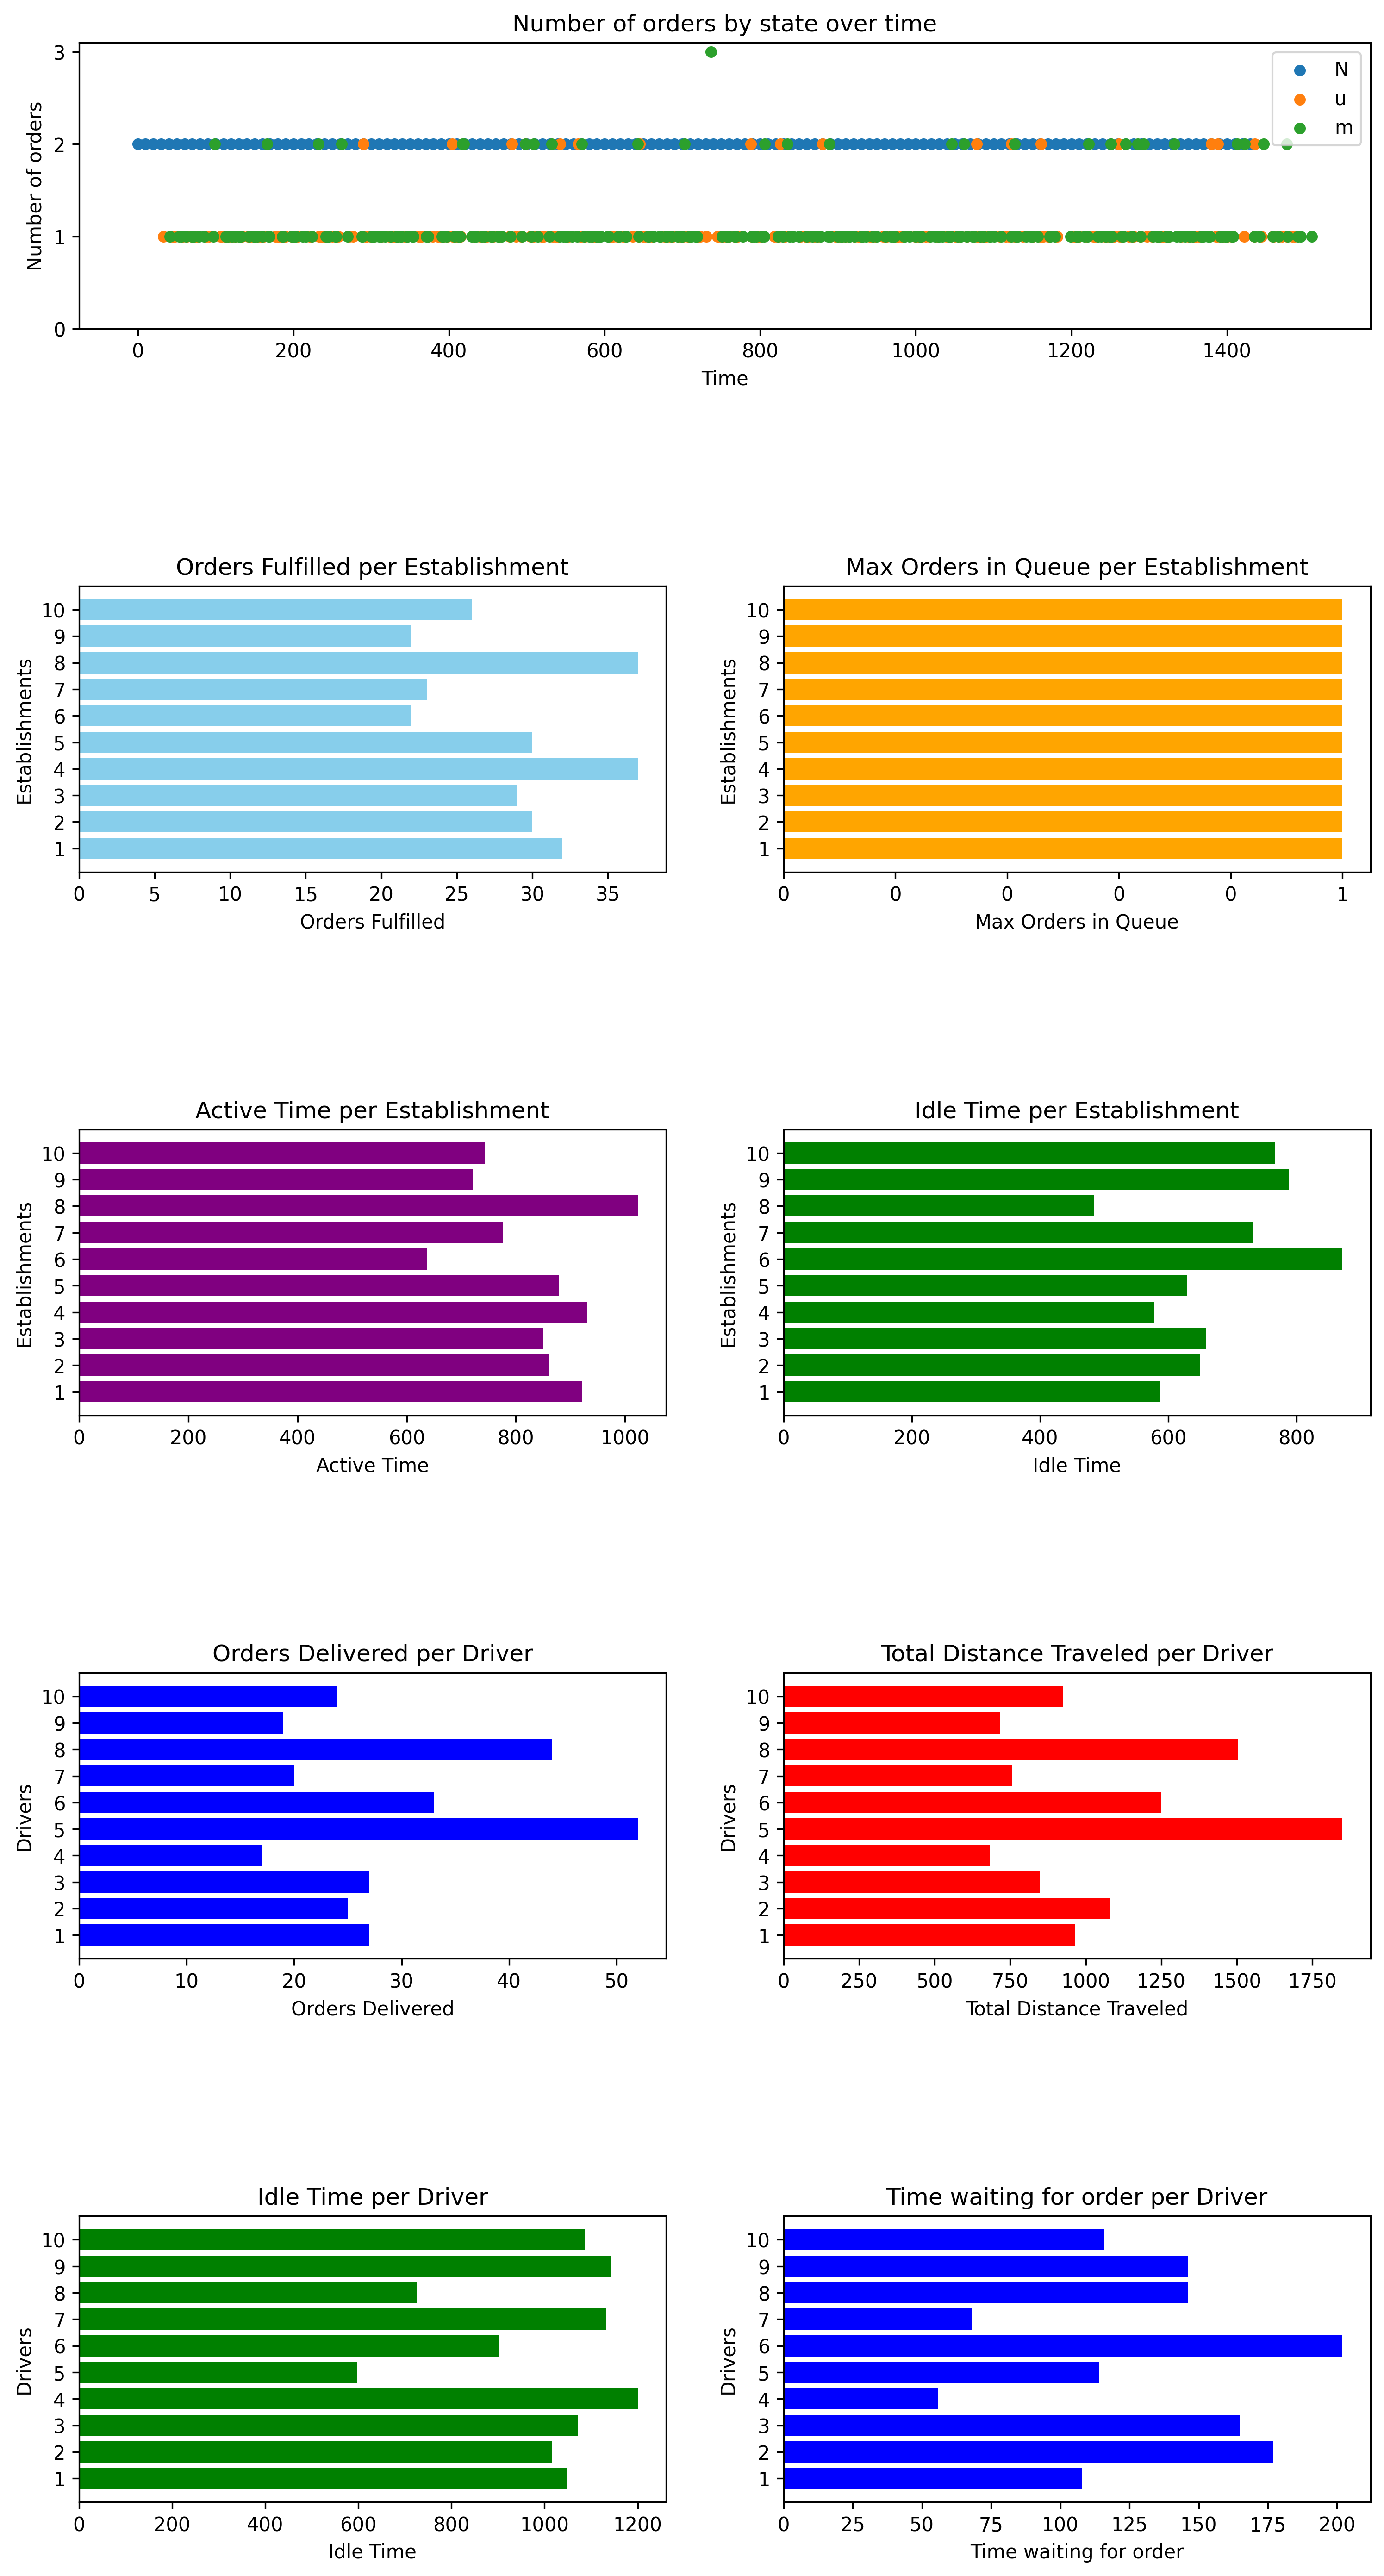 Number of orders by state over time
3
2
1
0
Number of orders
N
u
m
0 200 400 600 800 1000 1200 1400
Time
Orders Fulfilled per Establishment
10
9
8
7
6
5
4
3
2
1
Establishments
0 5 10 15 20 25 30 35
Orders Fulfilled
Max Orders in Queue per Establishment
10
9
8
7
6
5
4
3
2
1
Establishments
0 0 0 0 0 1
Max Orders in Queue
Active Time per Establishment
10
9
8
7
6
5
4
3
2
1
Establishments
0 200 400 600 800 1000
Active Time
Idle Time per Establishment
10
9
8
7
6
5
4
3
2
1
Establishments
0 200 400 600 800
Idle Time
Orders Delivered per Driver
10
9
8
7
6
5
4
3
2
1
Drivers
0 10 20 30 40 50
Orders Delivered
Total Distance Traveled per Driver
10
9
8
7
6
5
4
3
2
1
Drivers
0 250 500 750 1000 1250 1500 1750
Total Distance Traveled
Idle Time per Driver
10
9
8
7
6
5
4
3
2
1
Drivers
0 200 400 600 800 1000 1200
Idle Time
Time waiting for order per Driver
10
9
8
7
6
5
4
3
2
1
Drivers
0 25 50 75 100 125 150 175 200
Time waiting for order